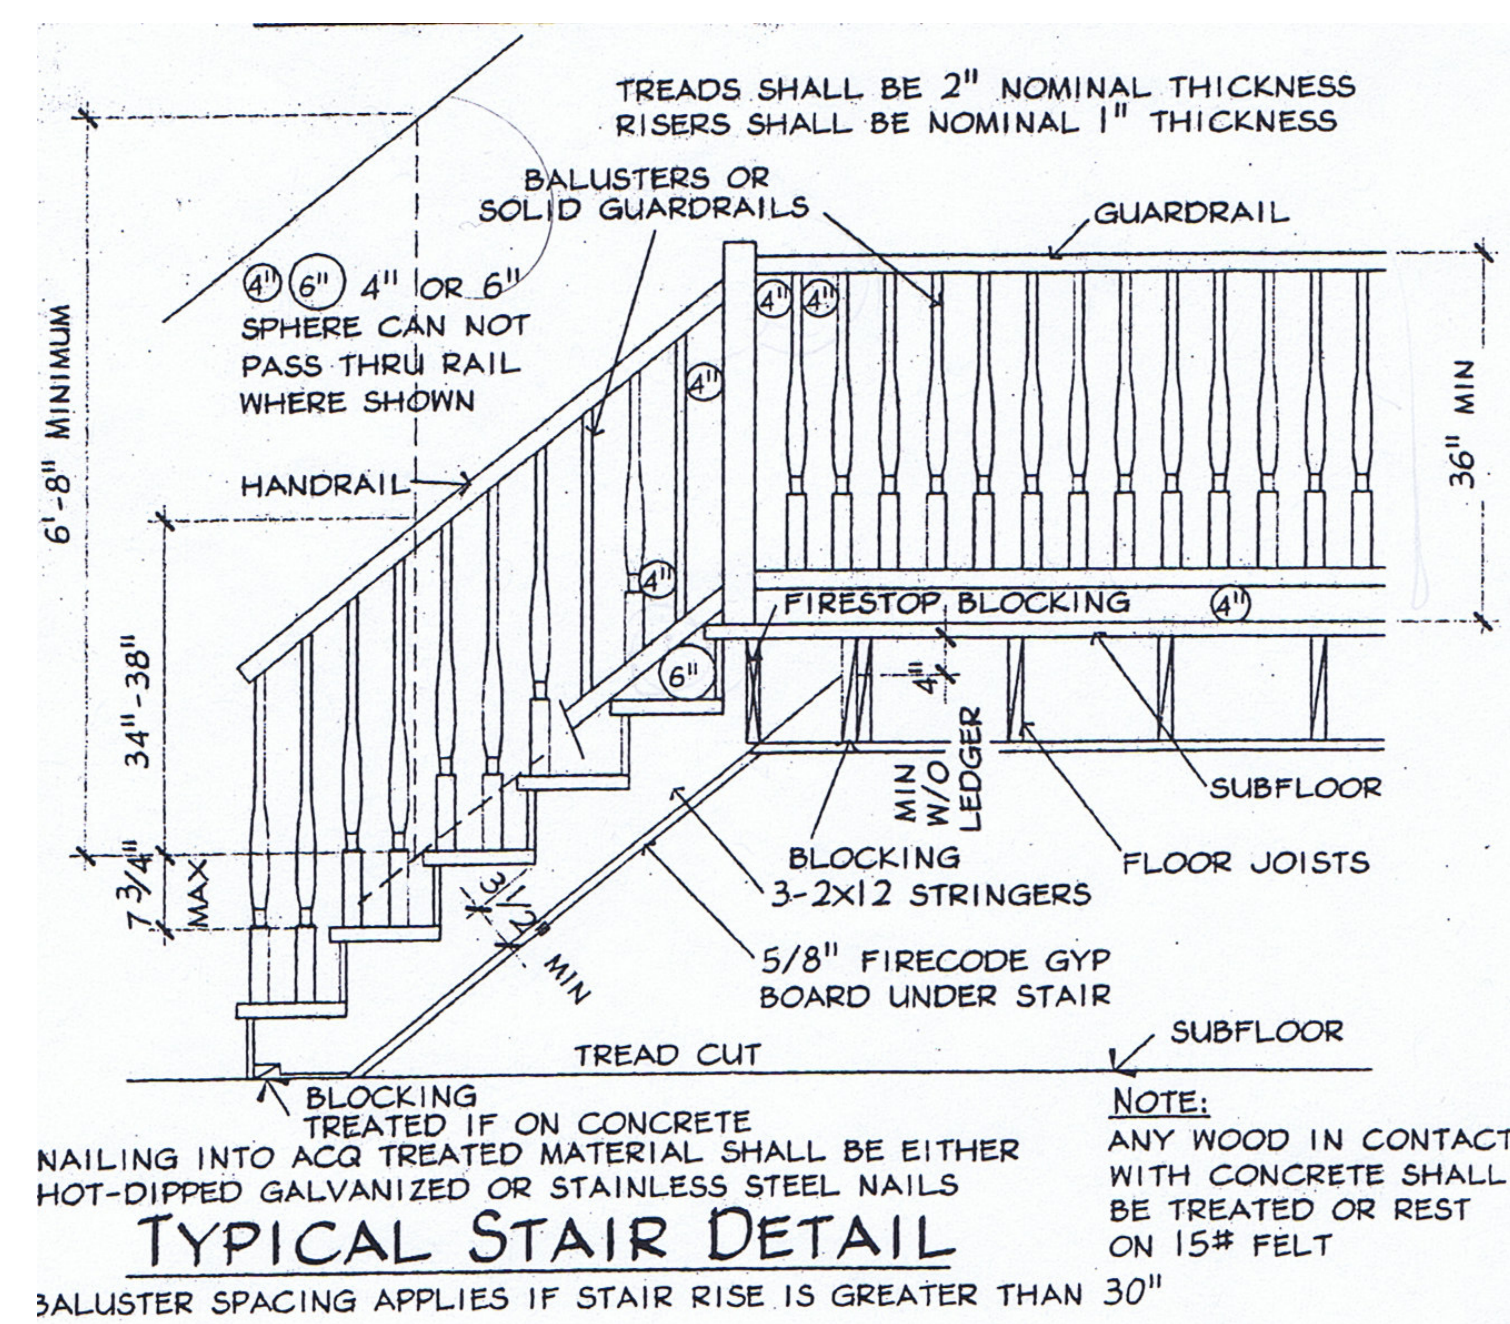 TREADS SHALL BE 2" NOMINAL THICKNESS
RISERS SHALL BE NOMINAL 1" THICKNESS
BALUSTERS OR
SOLID GUARDRAILS
GUARDRAIL
4" 6" 4" OR 6"
SPHERE CAN NOT
PASS THRU RAIL
WHERE SHOWN
4" 4"
4"
6'-8" MINIMUM
36" MIN
HANDRAIL
4"
FIRESTOP BLOCKING
4"
6"
34"-38"
4"
MIN
W/O
LEDGER
SUBFLOOR
7 3/4"
MAX
BLOCKING
3-2X12 STRINGERS
FLOOR JOISTS
3 1/2"
MIN
5/8" FIRECODE GYP
BOARD UNDER STAIR
TREAD CUT
SUBFLOOR
BLOCKING
TREATED IF ON CONCRETE
NAILING INTO ACQ TREATED MATERIAL SHALL BE EITHER
HOT-DIPPED GALVANIZED OR STAINLESS STEEL NAILS
NOTE:
ANY WOOD IN CONTACT
WITH CONCRETE SHALL
BE TREATED OR REST
ON 15# FELT
TYPICAL STAIR DETAIL
BALUSTER SPACING APPLIES IF STAIR RISE IS GREATER THAN 30"